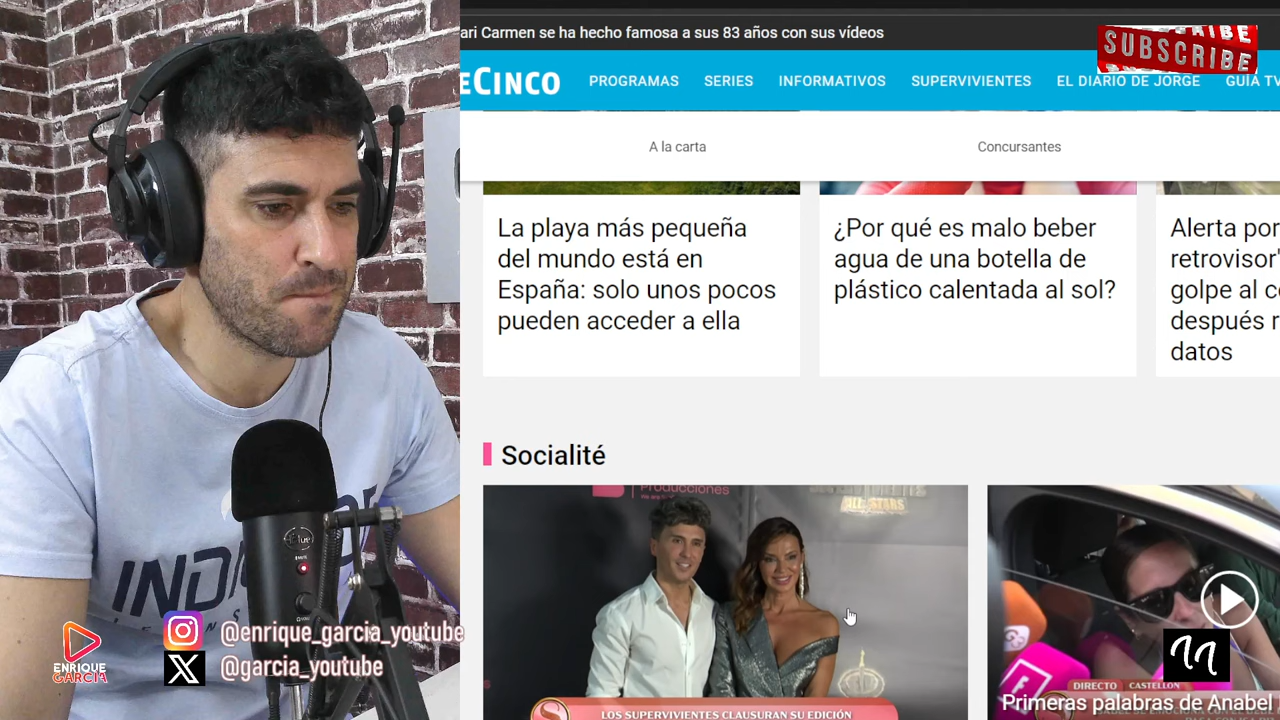 ari Carmen se ha hecho famosa a sus 83 años con sus vídeos
SUBSCRIBE
SUBSCRIBE
ECINCO
PROGRAMAS
SERIES
INFORMATIVOS
SUPERVIVIENTES
EL DIARIO DE JORGE
GUÍA TV
A la carta
Concursantes
La playa más pequeña
del mundo está en
España: solo unos pocos
pueden acceder a ella
¿Por qué es malo beber
agua de una botella de
plástico calentada al sol?
Alerta por
retrovisor'
golpe al c
después r
datos
Socialité
Producciones
ALL STARS
LOS SUPERVIVIENTES CLAUSURAN SU EDICIÓN
DIRECTO CASTELLÓN
Primeras palabras de Anabel
blue
@enrique_garcia_youtube
@garcia_youtube
ENRIQUE
GARCIA